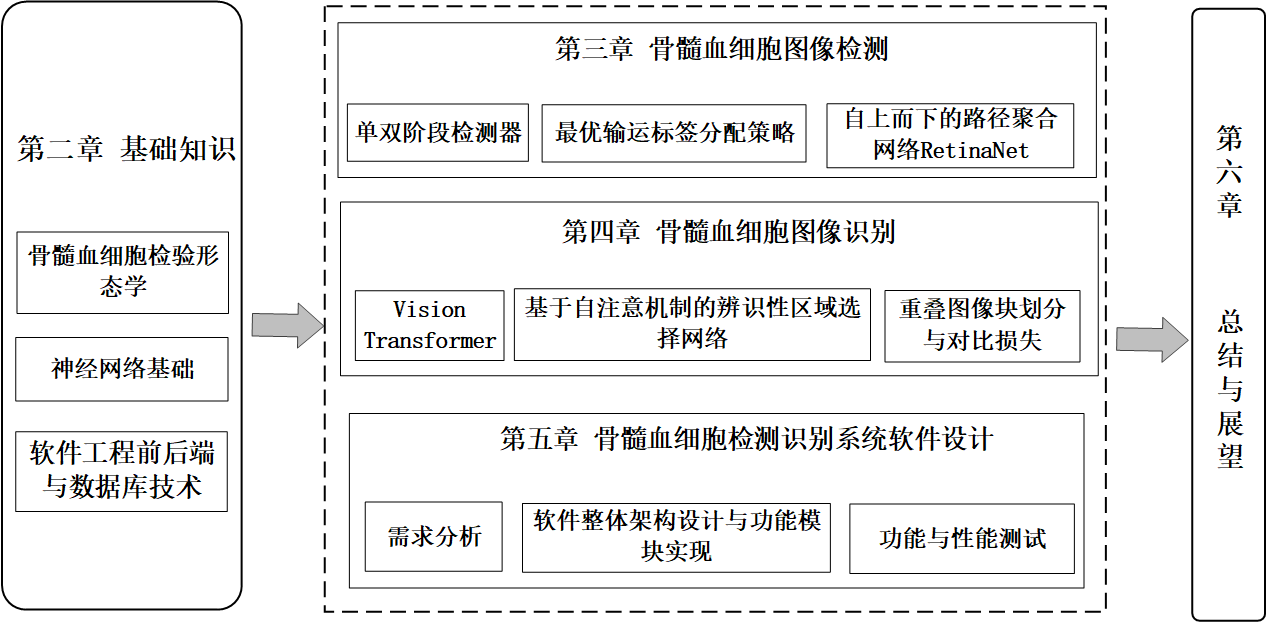 第二章 基础知识
骨髓血细胞检验形
态学
神经网络基础
软件工程前后端
与数据库技术
第三章 骨髓血细胞图像检测
单双阶段检测器
最优输运标签分配策略
自上而下的路径聚合
网络RetinaNet
第四章 骨髓血细胞图像识别
Vision
Transformer
基于自注意机制的辨识性区域选
择网络
重叠图像块划分
与对比损失
第五章 骨髓血细胞检测识别系统软件设计
需求分析
软件整体架构设计与功能模
块实现
功能与性能测试
第六章 总结与展望